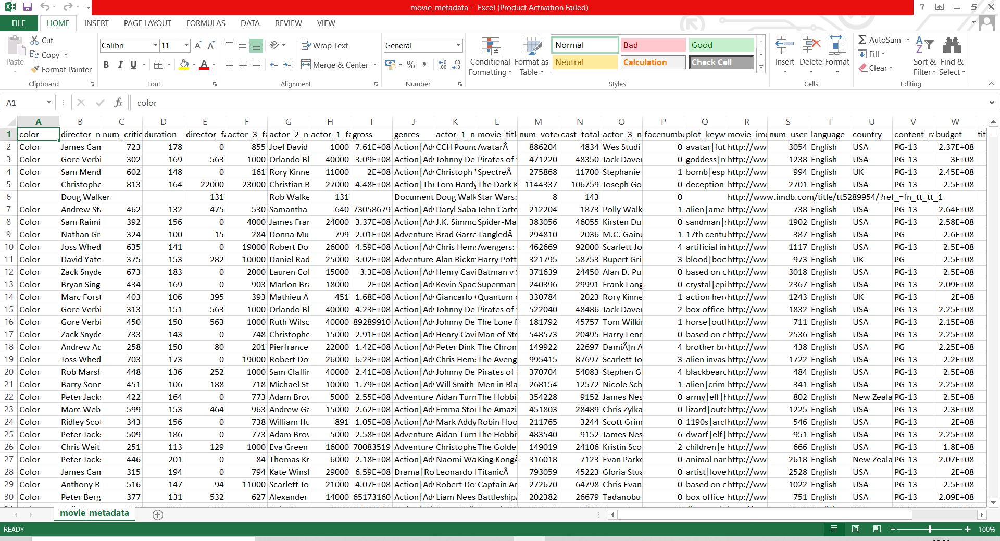 movie_metadata - Excel (Product Activation Failed)
FILE HOME INSERT PAGE LAYOUT FORMULAS DATA REVIEW VIEW
Paste Cut Copy Format Painter
Calibri 11
B I U
Wrap Text
Merge & Center
General
Conditional Formatting Format as Table
Normal Bad Good
Neutral Calculation Check Cell
Insert Delete Format
AutoSum Fill Clear
Sort & Filter Find & Select
Clipboard Font Alignment Number Styles Cells Editing
A1 fx color
A B C D E F G H I J K L M N O P Q R S T U V W
1 color director_n num_critic duration director_fa actor_3_fa actor_2_n actor_1_fa gross genres actor_1_n movie_title num_voted cast_total_ actor_3_n facenumbe plot_keyw movie_imd num_user_ language country content_ra budget tit
2 Color James Can 723 178 0 855 Joel David 1000 7.61E+08 Action|Adv CCH Pound AvatarÂ 886204 4834 Wes Studi 0 avatar|fut http://ww 3054 English USA PG-13 2.37E+08
3 Color Gore Verbi 302 169 563 1000 Orlando Bl 40000 3.09E+08 Action|Adv Johnny De Pirates of t 471220 48350 Jack Daver 0 goddess|m http://ww 1238 English USA PG-13 3E+08
4 Color Sam Mend 602 148 0 161 Rory Kinne 11000 2E+08 Action|Adv Christoph SpectreÂ 275868 11700 Stephanie 1 bomb|esp http://ww 994 English UK PG-13 2.45E+08
5 Color Christophe 813 164 22000 23000 Christian B 27000 4.48E+08 Action|Thr Tom Hardy The Dark K 1144337 106759 Joseph Go 0 deception http://ww 2701 English USA PG-13 2.5E+08
6 Doug Walker 131 Rob Walke 131 Document Doug Walk Star Wars: 8 143 0 http://www.imdb.com/title/tt5289954/?ref_=fn_tt_tt_1
7 Color Andrew Sta 462 132 475 530 Samantha 640 73058679 Action|Adv Daryl Saba John Carte 212204 1873 Polly Walk 1 alien|ame http://ww 738 English USA PG-13 2.64E+08
8 Color Sam Raimi 392 156 0 4000 James Fran 24000 3.37E+08 Action|Adv J.K. Simmo Spider-Ma 383056 46055 Kirsten Du 0 sandman| http://ww 1902 English USA PG-13 2.58E+08
9 Color Nathan Gr 324 100 15 284 Donna Mu 799 2.01E+08 Adventure Brad Garre TangledÂ 294810 2036 M.C. Gaine 1 17th centu http://ww 387 English USA PG 2.6E+08
10 Color Joss Whed 635 141 0 19000 Robert Do 26000 4.59E+08 Action|Adv Chris Hems Avengers: 462669 92000 Scarlett Jo 4 artificial in http://ww 1117 English USA PG-13 2.5E+08
11 Color David Yate 375 153 282 10000 Daniel Rad 25000 3.02E+08 Adventure Alan Rickm Harry Pott 321795 58753 Rupert Gri 3 blood|boo http://ww 973 English UK PG 2.5E+08
12 Color Zack Snyde 673 183 0 2000 Lauren Col 15000 3.3E+08 Action|Adv Henry Cavi Batman v S 371639 24450 Alan D. Pu 0 based on c http://ww 3018 English USA PG-13 2.5E+08
13 Color Bryan Sing 434 169 0 903 Marlon Bra 18000 2E+08 Action|Adv Kevin Spac Superman 240396 29991 Frank Lang 0 crystal|epi http://ww 2367 English USA PG-13 2.09E+08
14 Color Marc Forst 403 106 395 393 Mathieu A 451 1.68E+08 Action|Adv Giancarlo Quantum o 330784 2023 Rory Kinne 1 action her http://ww 1243 English UK PG-13 2E+08
15 Color Gore Verbi 313 151 563 1000 Orlando Bl 40000 4.23E+08 Action|Adv Johnny De Pirates of t 522040 48486 Jack Daver 2 box office http://ww 1832 English USA PG-13 2.25E+08
16 Color Gore Verbi 450 150 563 1000 Ruth Wilso 40000 89289910 Action|Adv Johnny De The Lone R 181792 45757 Tom Wilki 1 horse|outl http://ww 711 English USA PG-13 2.15E+08
17 Color Zack Snyde 733 143 0 748 Christophe 15000 2.91E+08 Action|Adv Henry Cavi Man of Ste 548573 20495 Harry Lenn 0 based on c http://ww 2536 English USA PG-13 2.25E+08
18 Color Andrew Ad 258 150 80 201 Pierfrance 22000 1.42E+08 Action|Adv Peter Dink The Chron 149922 22697 DamiÃ¡n A 4 brother br http://ww 438 English USA PG 2.25E+08
19 Color Joss Whed 703 173 0 19000 Robert Do 26000 6.23E+08 Action|Adv Chris Hems The Aveng 995415 87697 Scarlett Jo 3 alien invas http://ww 1722 English USA PG-13 2.2E+08
20 Color Rob Marsh 448 136 252 1000 Sam Claflin 40000 2.41E+08 Action|Adv Johnny De Pirates of t 370704 54083 Stephen G 4 blackbeard http://ww 484 English USA PG-13 2.5E+08
21 Color Barry Sonn 451 106 188 718 Michael St 10000 1.79E+08 Action|Adv Will Smith Men in Bla 268154 12572 Nicole Sch 1 alien|crim http://ww 341 English USA PG-13 2.25E+08
22 Color Peter Jacks 422 164 0 773 Adam Brov 5000 2.55E+08 Adventure Aidan Turn The Hobbit 354228 9152 James Nes 0 army|elf|h http://ww 802 English New Zeala PG-13 2.5E+08
23 Color Marc Web 599 153 464 963 Andrew Ga 15000 2.62E+08 Action|Adv Emma Stor The Amazi 451803 28489 Chris Zylka 0 lizard|outc http://ww 1225 English USA PG-13 2.3E+08
24 Color Ridley Scot 343 156 0 738 William Hu 891 1.05E+08 Action|Adv Mark Addy Robin Hoo 211765 3244 Scott Grim 0 1190s|arc http://ww 546 English USA PG-13 2E+08
25 Color Peter Jacks 509 186 0 773 Adam Brov 5000 2.58E+08 Adventure Aidan Turn The Hobbit 483540 9152 James Nes 6 dwarf|elf| http://ww 951 English USA PG-13 2.25E+08
26 Color Chris Weit 251 113 129 1000 Eva Green 16000 70083519 Adventure Christophe The Golde 149019 24106 Kristin Sco 2 children|e http://ww 666 English USA PG-13 1.8E+08
27 Color Peter Jacks 446 201 0 84 Thomas Kr 6000 2.18E+08 Action|Adv Naomi Wa King KongÂ 316018 7123 Evan Parke 0 animal nar http://ww 2618 English New Zeala PG-13 2.07E+08
28 Color James Can 315 194 0 794 Kate Winsl 29000 6.59E+08 Drama|Ro Leonardo TitanicÂ 793059 45223 Gloria Stua 0 artist|love http://ww 2528 English USA PG-13 2E+08
29 Color Anthony R 516 147 94 11000 Scarlett Jo 21000 4.07E+08 Action|Adv Robert Do Captain Am 272670 64798 Chris Evan 0 based on c http://ww 1022 English USA PG-13 2.5E+08
30 Color Peter Berg 377 131 532 627 Alexander 14000 65173160 Action|Adv Liam Nees BattleshipÂ 202382 26679 Tadanobu 0 box office http://ww 751 English USA PG-13 2.09E+08
movie_metadata
READY 100%